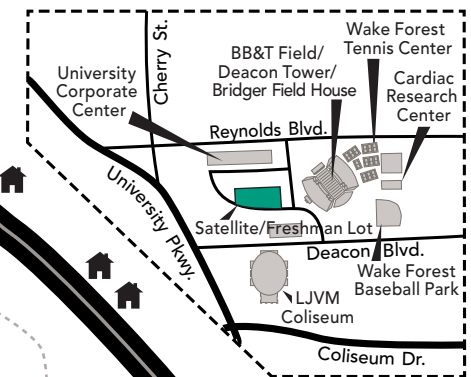 Cherry St.
Wake Forest
Tennis Center
BB&T Field/
Deacon Tower/
Bridger Field House
University
Corporate
Center
Cardiac
Research
Center
Reynolds Blvd.
University Pkwy.
Satellite/Freshman Lot
Deacon Blvd.
Wake Forest
Baseball Park
LJVM
Coliseum
Coliseum Dr.